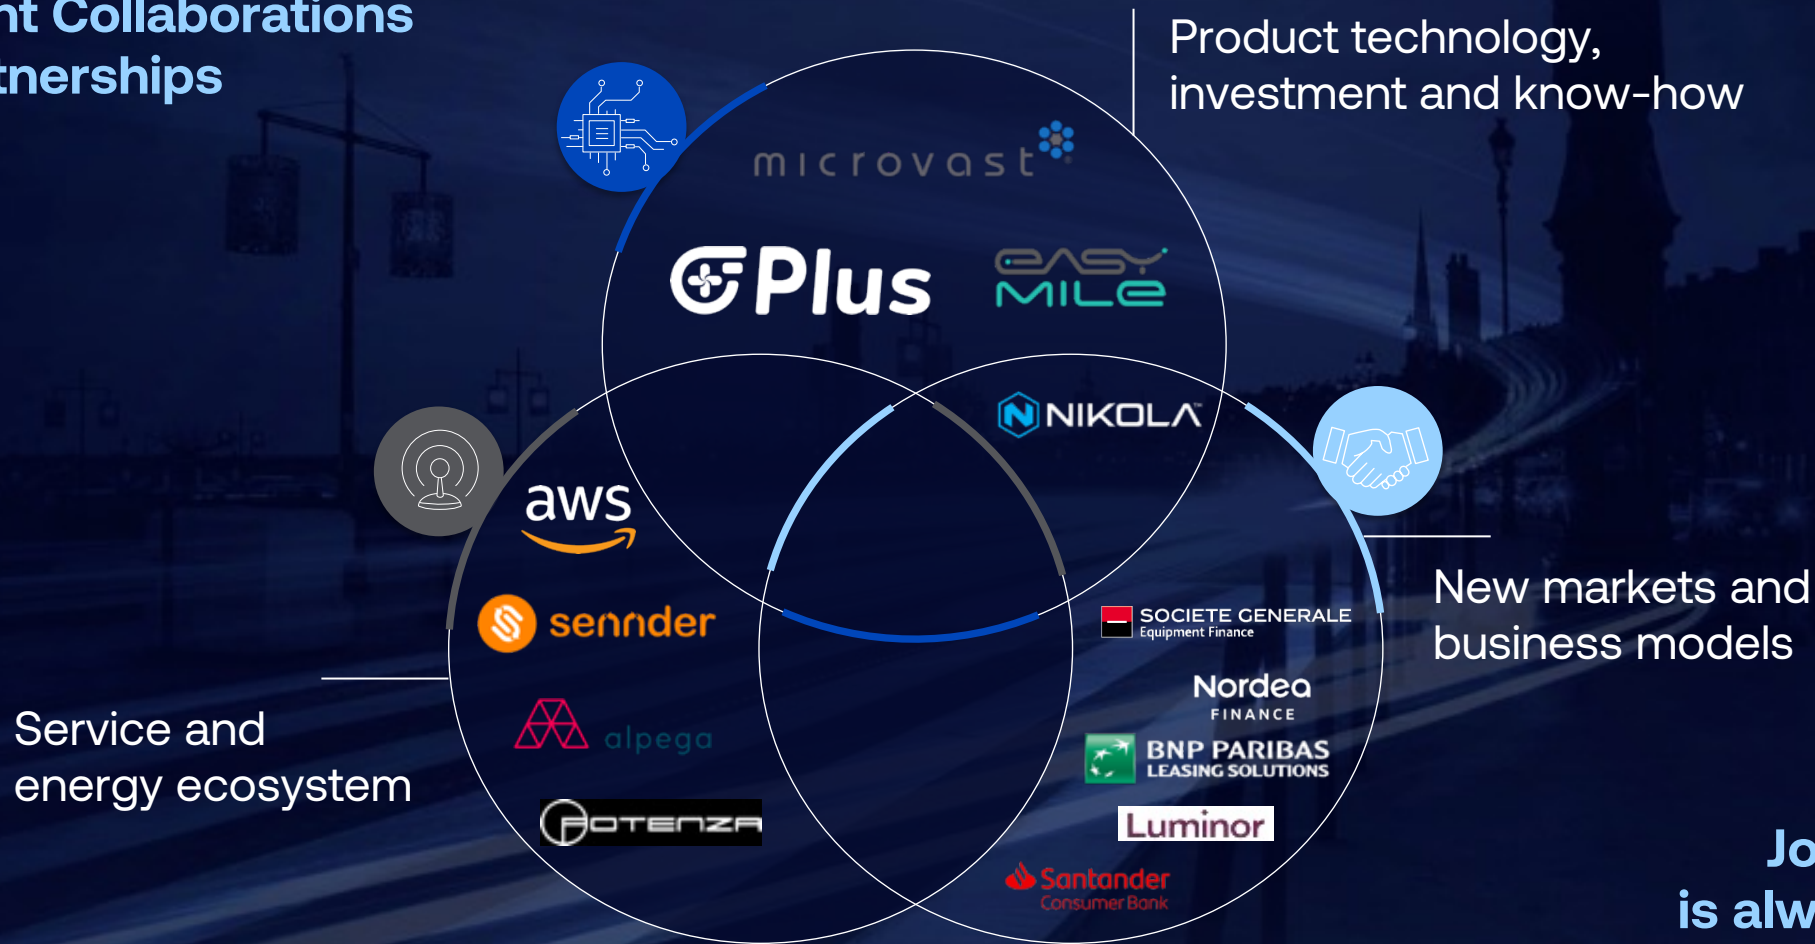 nt Collaborations
tnerships
Product technology,
investment and know-how
microvast
Plus
easy
mile
NIKOLA™
aws
sennder
SOCIETE GENERALE
Equipment Finance
New markets and
business models
Nordea
FINANCE
Service and
energy ecosystem
alpega
BNP PARIBAS
LEASING SOLUTIONS
POTENZA
Luminor
Santander
Consumer Bank
Jo
is alw